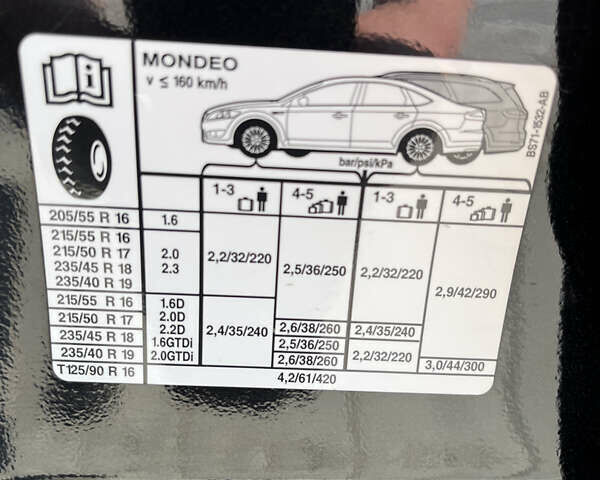 MONDEO
v ≤ 160 km/h
BS71-1532-AB
bar/psi/kPa
1-3 4-5 1-3 4-5
205/55 R 16 1.6
215/55 R 16
215/50 R 17 2.0
235/45 R 18 2.3
235/40 R 19
2,2/32/220 2,5/36/250 2,2/32/220 2,9/42/290
215/55 R 16 1.6D
215/50 R 17 2.0D
235/45 R 18 2.2D
235/40 R 19 1.6GTDi
2.0GTDi
2,4/35/240 2,6/38/260 2,4/35/240
2,5/36/250 2,2/32/220
2,6/38/260 3,0/44/300
T125/90 R 16 4,2/61/420